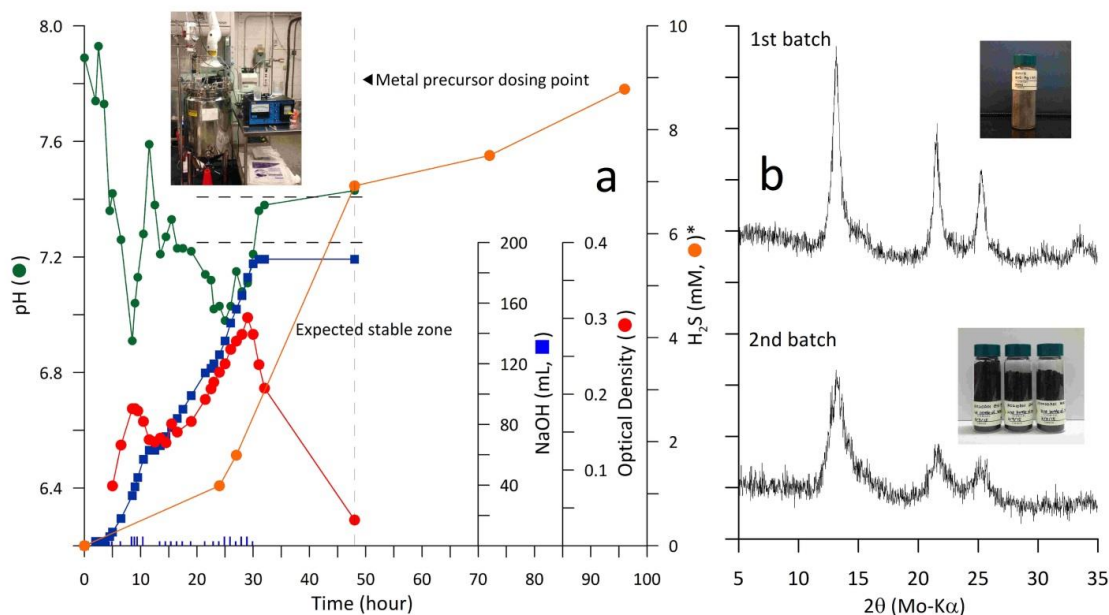 8.0
7.6
7.2
6.8
6.4
pH ( )
Metal precursor dosing point
a
Expected stable zone
200
160
120
80
40
NaOH (mL, )
0.4
0.3
0.2
0.1
Optical Density ( )
10
8
6
4
2
0
H₂S (mM, )*
0 10 20 30 40 50 60 70 80 90 100
Time (hour)
1st batch
b
2nd batch
5 10 15 20 25 30 35
2θ (Mo-Kα)